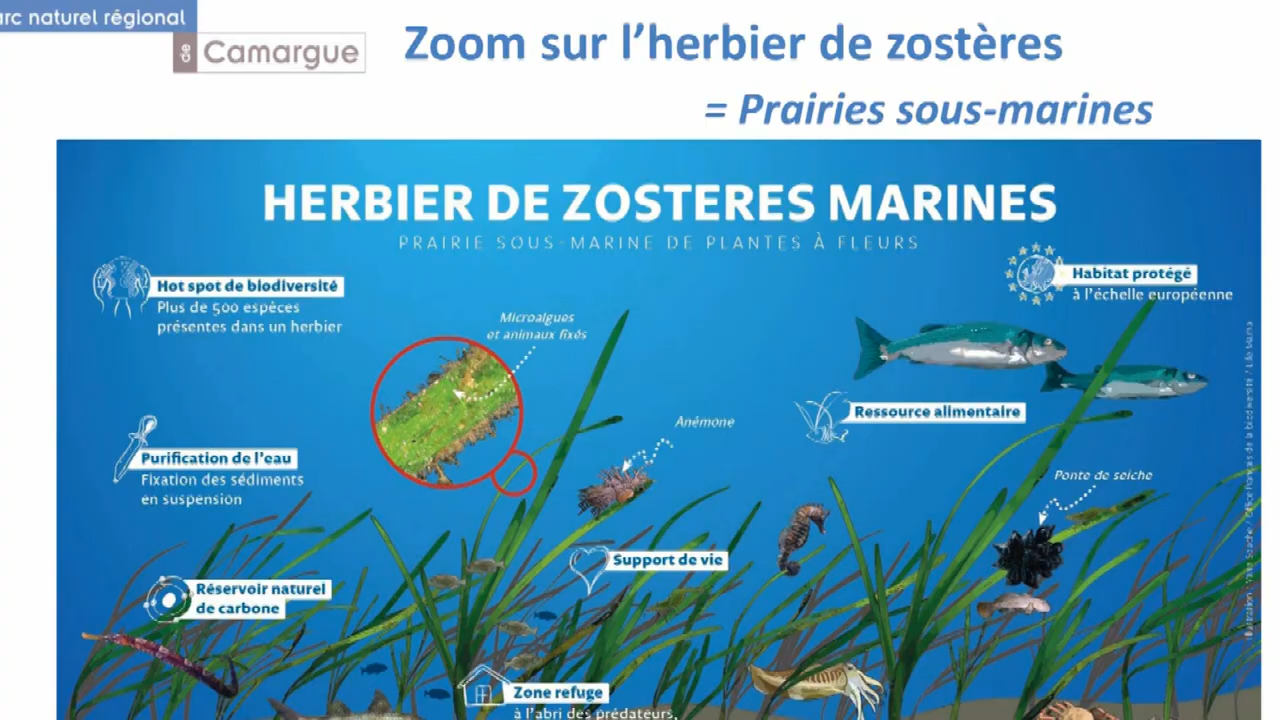 arc naturel régional
de Camargue
Zoom sur l’herbier de zostères
= Prairies sous-marines
HERBIER DE ZOSTERES MARINES
PRAIRIE SOUS-MARINE DE PLANTES À FLEURS
Hot spot de biodiversité
Plus de 500 espèces
présentes dans un herbier
Habitat protégé
à l’échelle européenne
Microalgues
et animaux fixés
Ressource alimentaire
Anémone
Purification de l’eau
Fixation des sédiments
en suspension
Ponte de seiche
Support de vie
Réservoir naturel
de carbone
Zone refuge
à l’abri des prédateurs,